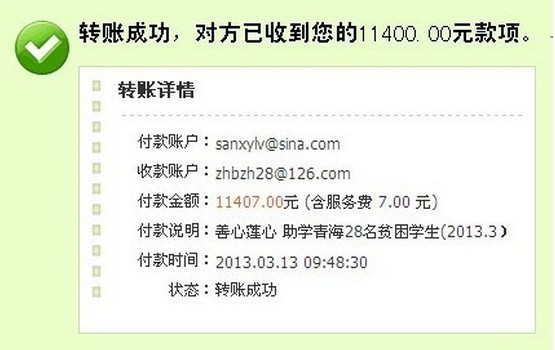 转账成功，对方已收到您的11400.00元款项。
转账详情
付款账户：sanxylv@sina.com
收款账户：zhbzh28@126.com
付款金额：11407.00元 (含服务费 7.00 元)
付款说明：善心莲心 助学青海28名贫困学生(2013.3）
付款时间：2013.03.13 09:48:30
状态：转账成功